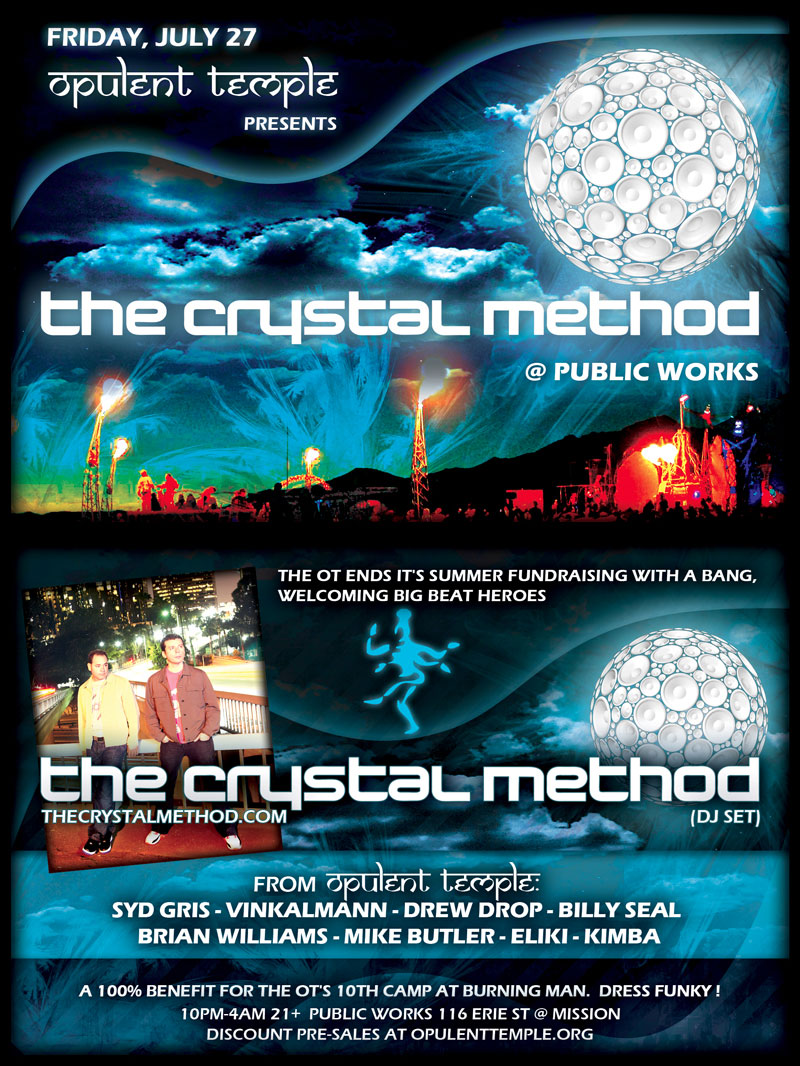 FRIDAY, JULY 27
opulent temple
PRESENTS
the crystal method
@ PUBLIC WORKS
THE OT ENDS IT'S SUMMER FUNDRAISING WITH A BANG,
WELCOMING BIG BEAT HEROES
the crystal method
THECRYSTALMETHOD.COM (DJ SET)
FROM opulent temple:
SYD GRIS - VINKALMANN - DREW DROP - BILLY SEAL
BRIAN WILLIAMS - MIKE BUTLER - ELIKI - KIMBA
A 100% BENEFIT FOR THE OT'S 10TH CAMP AT BURNING MAN. DRESS FUNKY !
10PM-4AM 21+ PUBLIC WORKS 116 ERIE ST @ MISSION
DISCOUNT PRE-SALES AT OPULENTTEMPLE.ORG